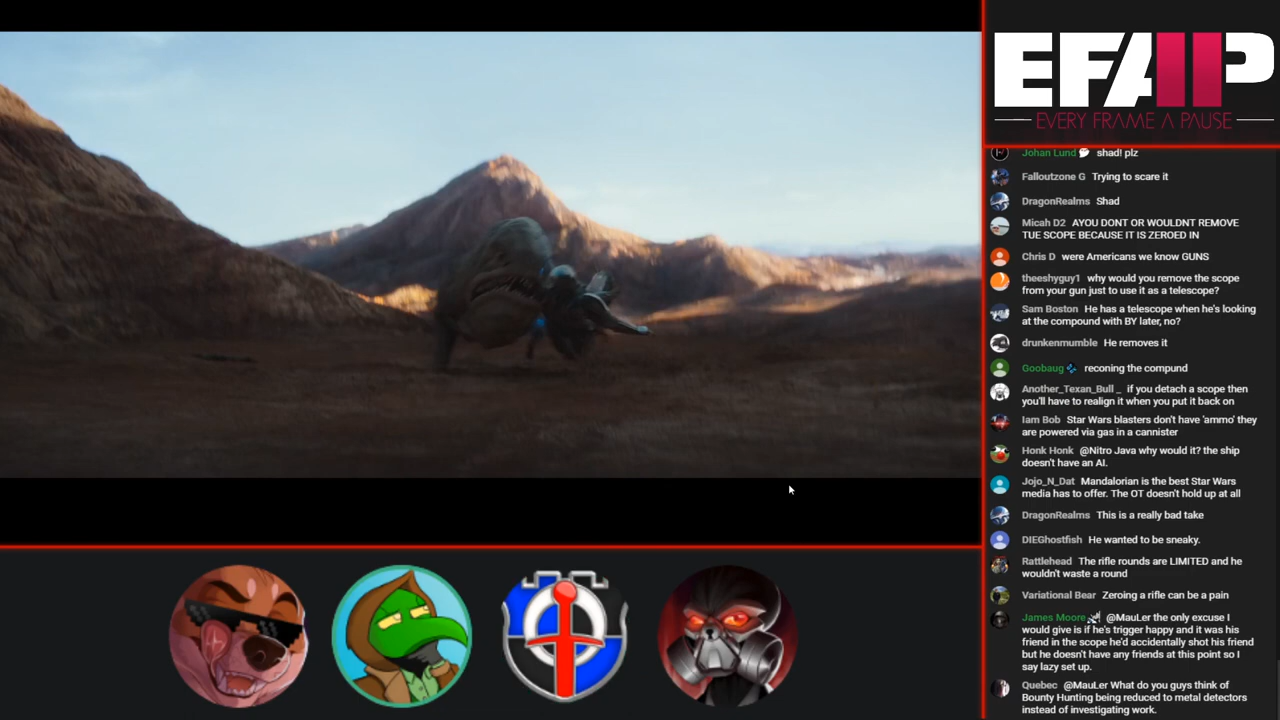 EFAP
EVERY FRAME A PAUSE
Johan Lund shad! plz
Falloutzone G Trying to scare it
DragonRealms Shad
Micah D2 AYOU DONT OR WOULDNT REMOVE
TUE SCOPE BECAUSE IT IS ZEROED IN
Chris D were Americans we know GUNS
theeshyguy1 why would you remove the scope
from your gun just to use it as a telescope?
Sam Boston He has a telescope when he's looking
at the compound with BY later, no?
drunkenmumble He removes it
Goobaug reconing the compund
Another_Texan_Bull _ if you detach a scope then
you'll have to realign it when you put it back on
Iam Bob Star Wars blasters don't have 'ammo' they
are powered via gas in a cannister
Honk Honk @Nitro Java why would it? the ship
doesn't have an AI.
Jojo_N_Dat Mandalorian is the best Star Wars
media has to offer. The OT doesn't hold up at all
DragonRealms This is a really bad take
DIEGhostfish He wanted to be sneaky.
Rattlehead The rifle rounds are LIMITED and he
wouldn't waste a round
Variational Bear Zeroing a rifle can be a pain
James Moore @MauLer the only excuse I
would give is if he's trigger happy and it was his
friend in the scope he'd accidentally shot his friend
but he doesn't have any friends at this point so I
say lazy set up.
Quebec @MauLer What do you guys think of
Bounty Hunting being reduced to metal detectors
instead of investigating work.